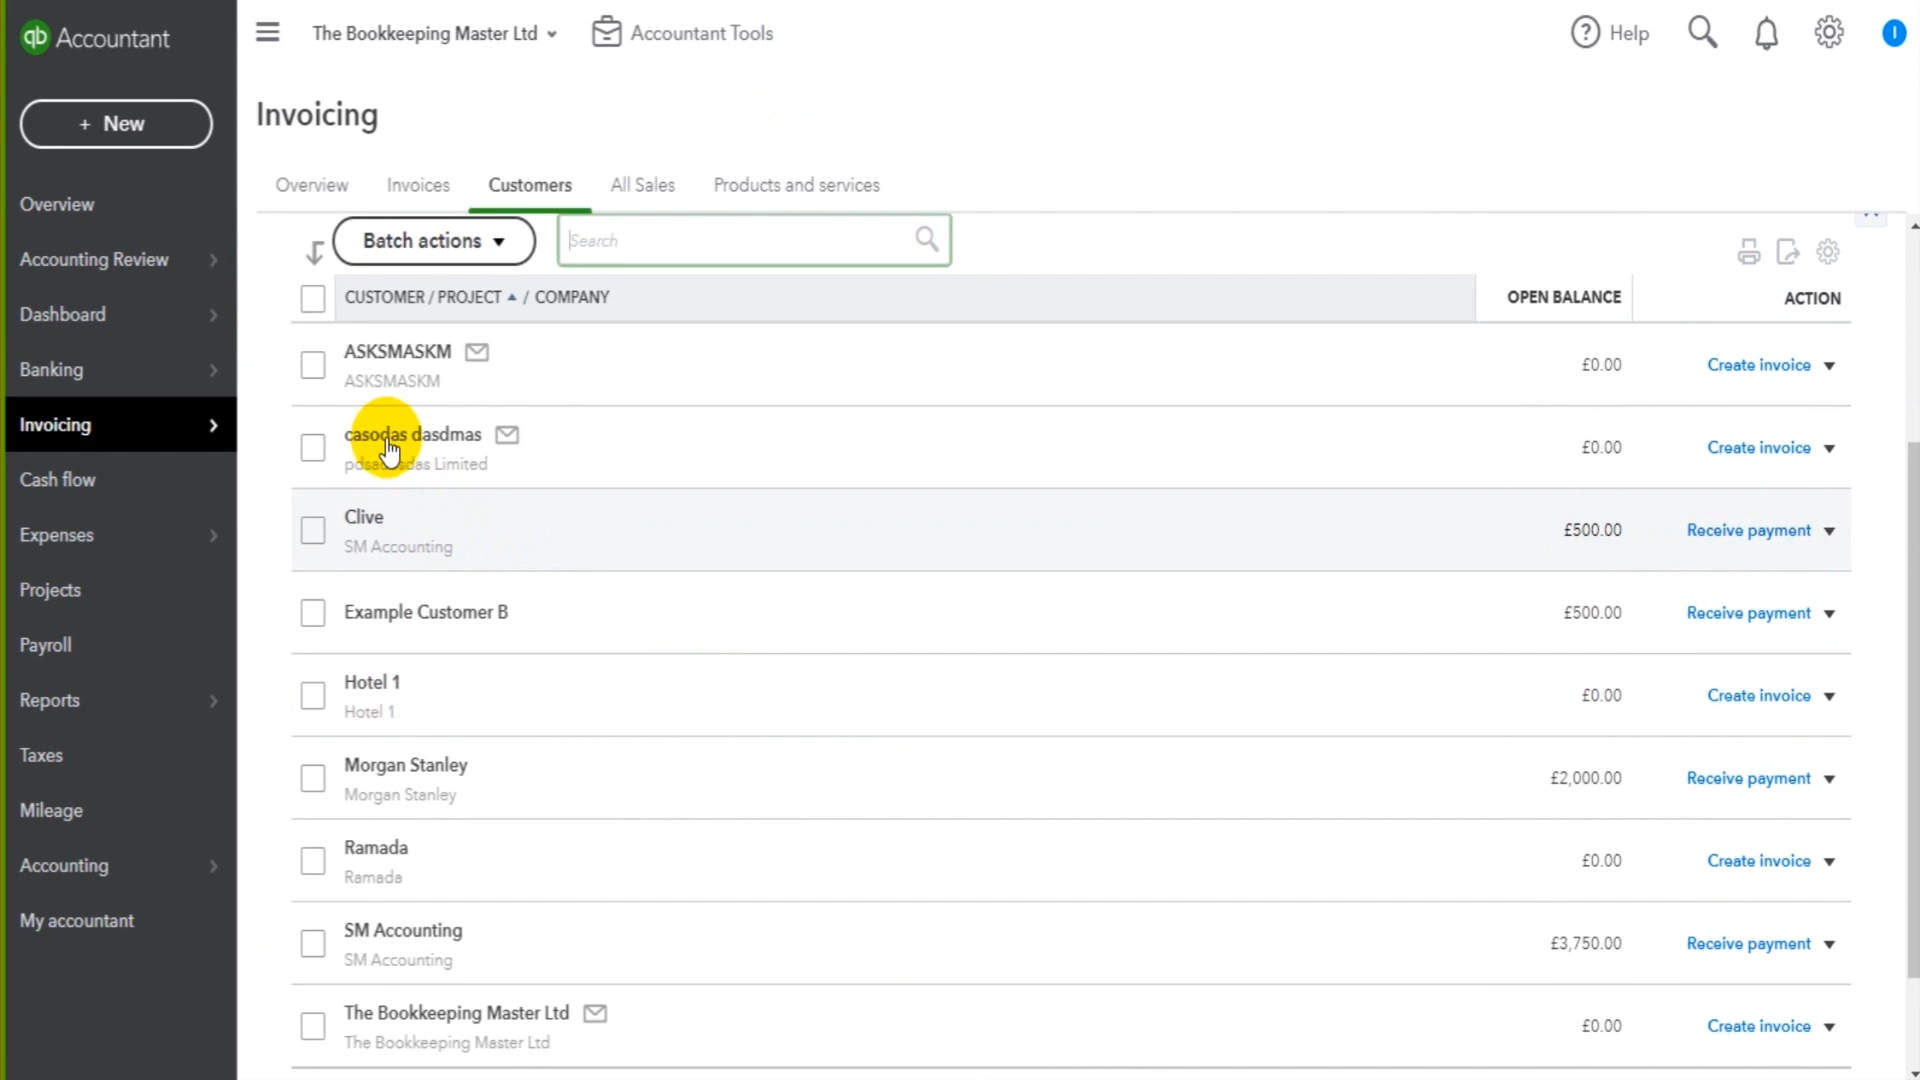 qb Accountant
The Bookkeeping Master Ltd
Accountant Tools
Help
I
+ New
Invoicing
Overview
Invoices
Customers
All Sales
Products and services
Overview
Accounting Review
Dashboard
Banking
Invoicing
Cash flow
Expenses
Projects
Payroll
Reports
Taxes
Mileage
Accounting
My accountant
Batch actions
Search
CUSTOMER / PROJECT / COMPANY
OPEN BALANCE
ACTION
ASKSMASKM
ASKSMASKM
£0.00
Create invoice
casodas dasdmas
Limited
£0.00
Create invoice
Clive
SM Accounting
£500.00
Receive payment
Example Customer B
£500.00
Receive payment
Hotel 1
Hotel 1
£0.00
Create invoice
Morgan Stanley
Morgan Stanley
£2,000.00
Receive payment
Ramada
Ramada
£0.00
Create invoice
SM Accounting
SM Accounting
£3,750.00
Receive payment
The Bookkeeping Master Ltd
The Bookkeeping Master Ltd
£0.00
Create invoice